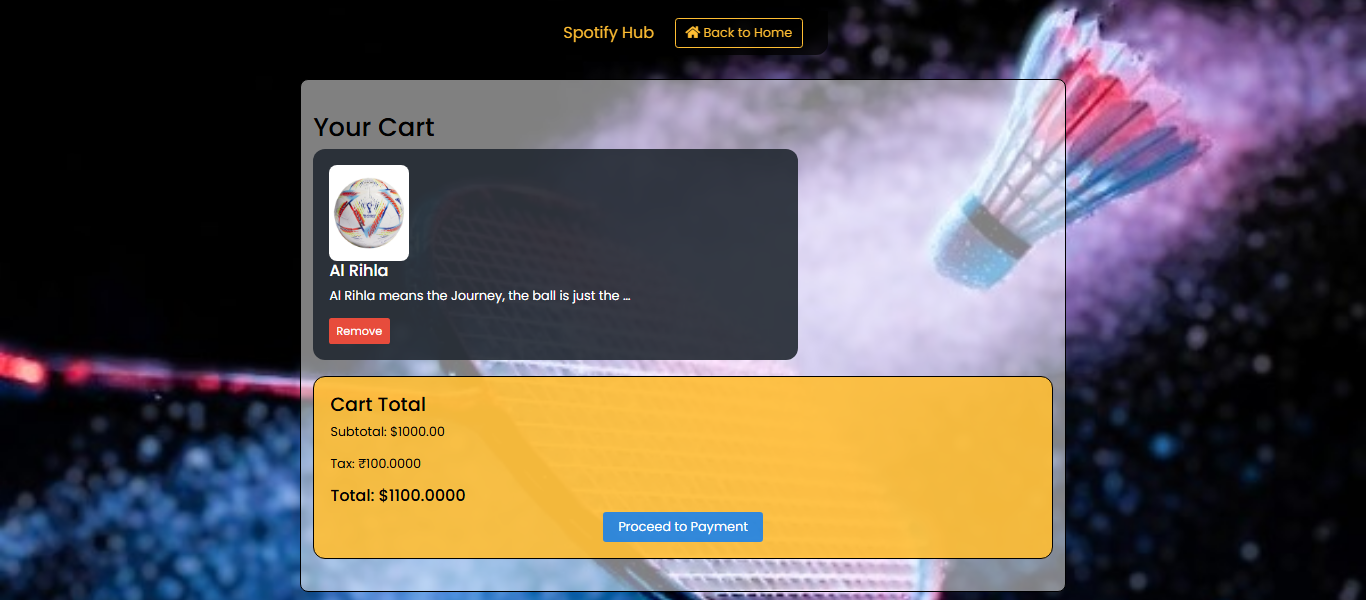 Spotify Hub
Back to Home
Your Cart
Al Rihla
Al Rihla means the Journey, the ball is just the ...
Remove
Cart Total
Subtotal: $1000.00
Tax: ₹100.0000
Total: $1100.0000
Proceed to Payment